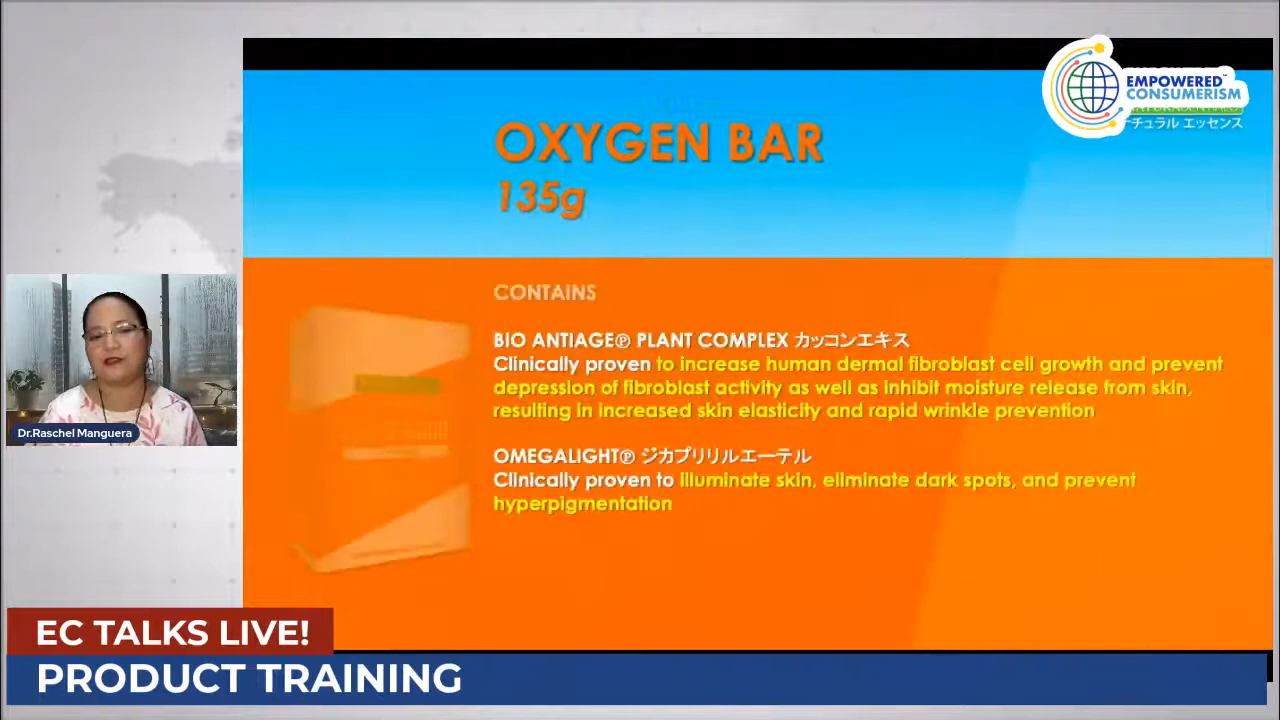 OXYGEN BAR
135g
EMPOWERED™
CONSUMERISM
チュラル エッセンス
CONTAINS
BIO ANTIAGE℗ PLANT COMPLEX カッコンエキス
Clinically proven to increase human dermal fibroblast cell growth and prevent
depression of fibroblast activity as well as inhibit moisture release from skin,
resulting in increased skin elasticity and rapid wrinkle prevention
OMEGALIGHT℗ ジカプリリルエーテル
Clinically proven to illuminate skin, eliminate dark spots, and prevent
hyperpigmentation
Dr.Raschel Manguera
EC TALKS LIVE!
PRODUCT TRAINING